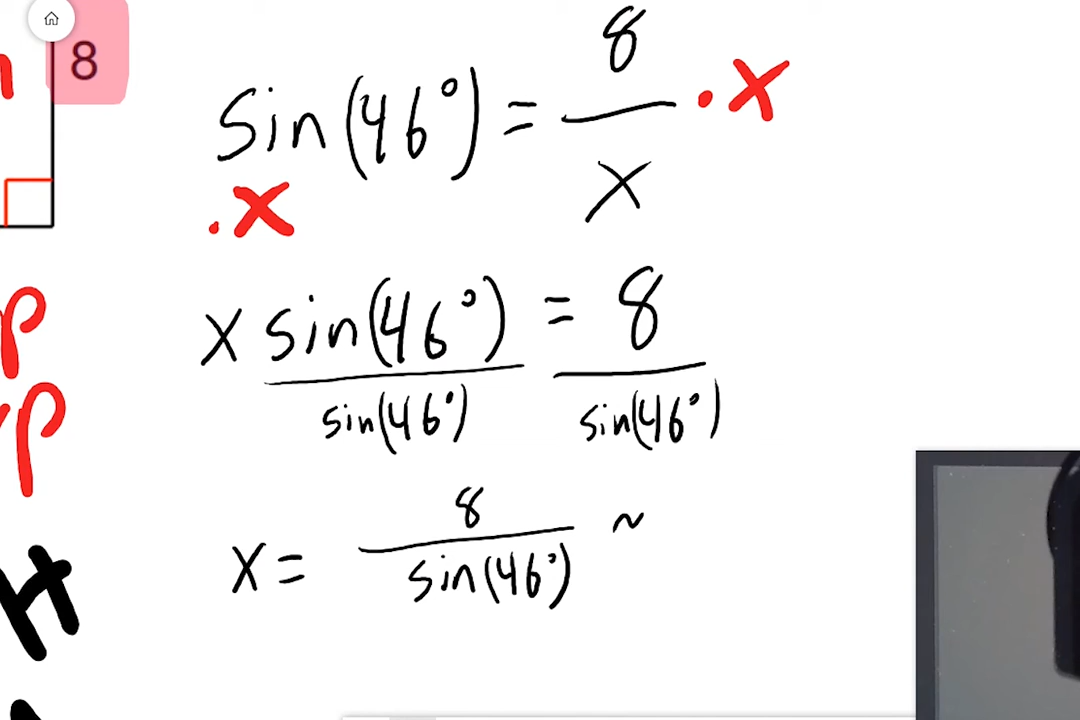 8
sin(46°) = 8/x · x
· x
x sin(46°) = 8
sin(46°) sin(46°)
x = 8/sin(46°) ~
p
p
H